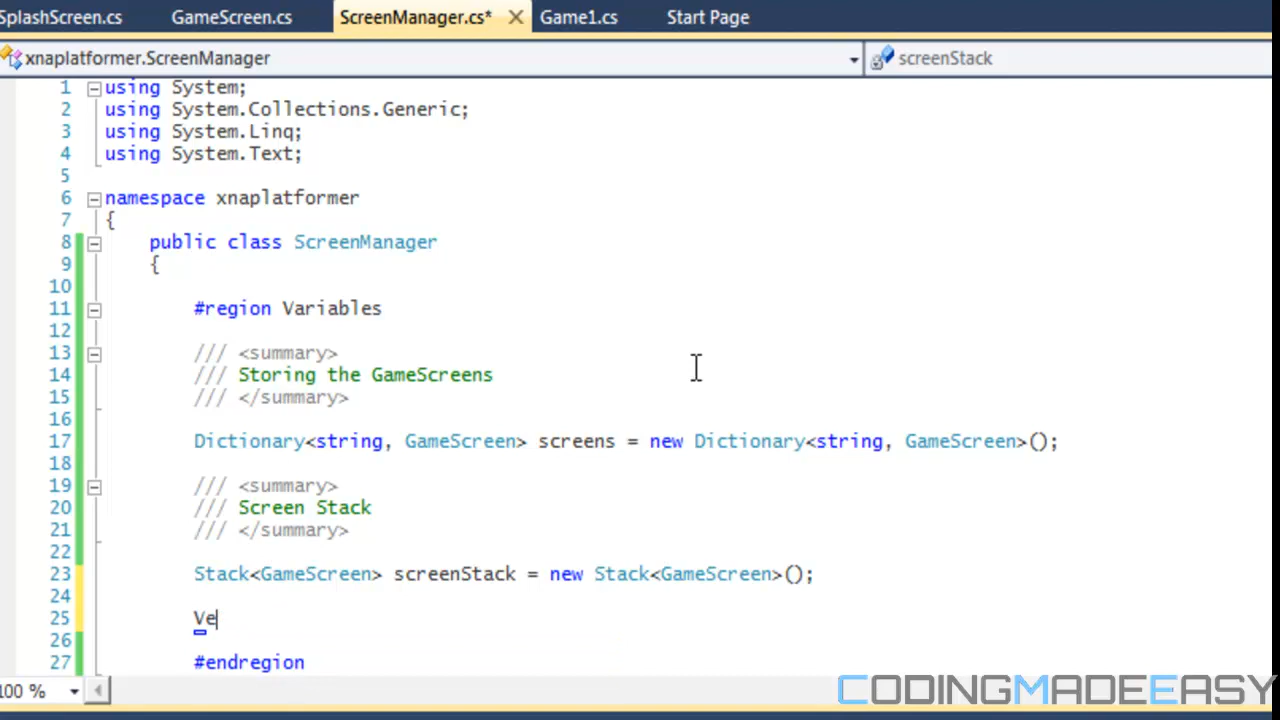 SplashScreen.cs GameScreen.cs ScreenManager.cs* Game1.cs Start Page
xnaplatformer.ScreenManager screenStack
1 using System;
2 using System.Collections.Generic;
3 using System.Linq;
4 using System.Text;
5
6 namespace xnaplatformer
7 {
8 public class ScreenManager
9 {
10
11 #region Variables
12
13 /// <summary>
14 /// Storing the GameScreens
15 /// </summary>
16
17 Dictionary<string, GameScreen> screens = new Dictionary<string, GameScreen>();
18
19 /// <summary>
20 /// Screen Stack
21 /// </summary>
22
23 Stack<GameScreen> screenStack = new Stack<GameScreen>();
24
25 Ve
26
27 #endregion
100 %
CODINGMADEEASY